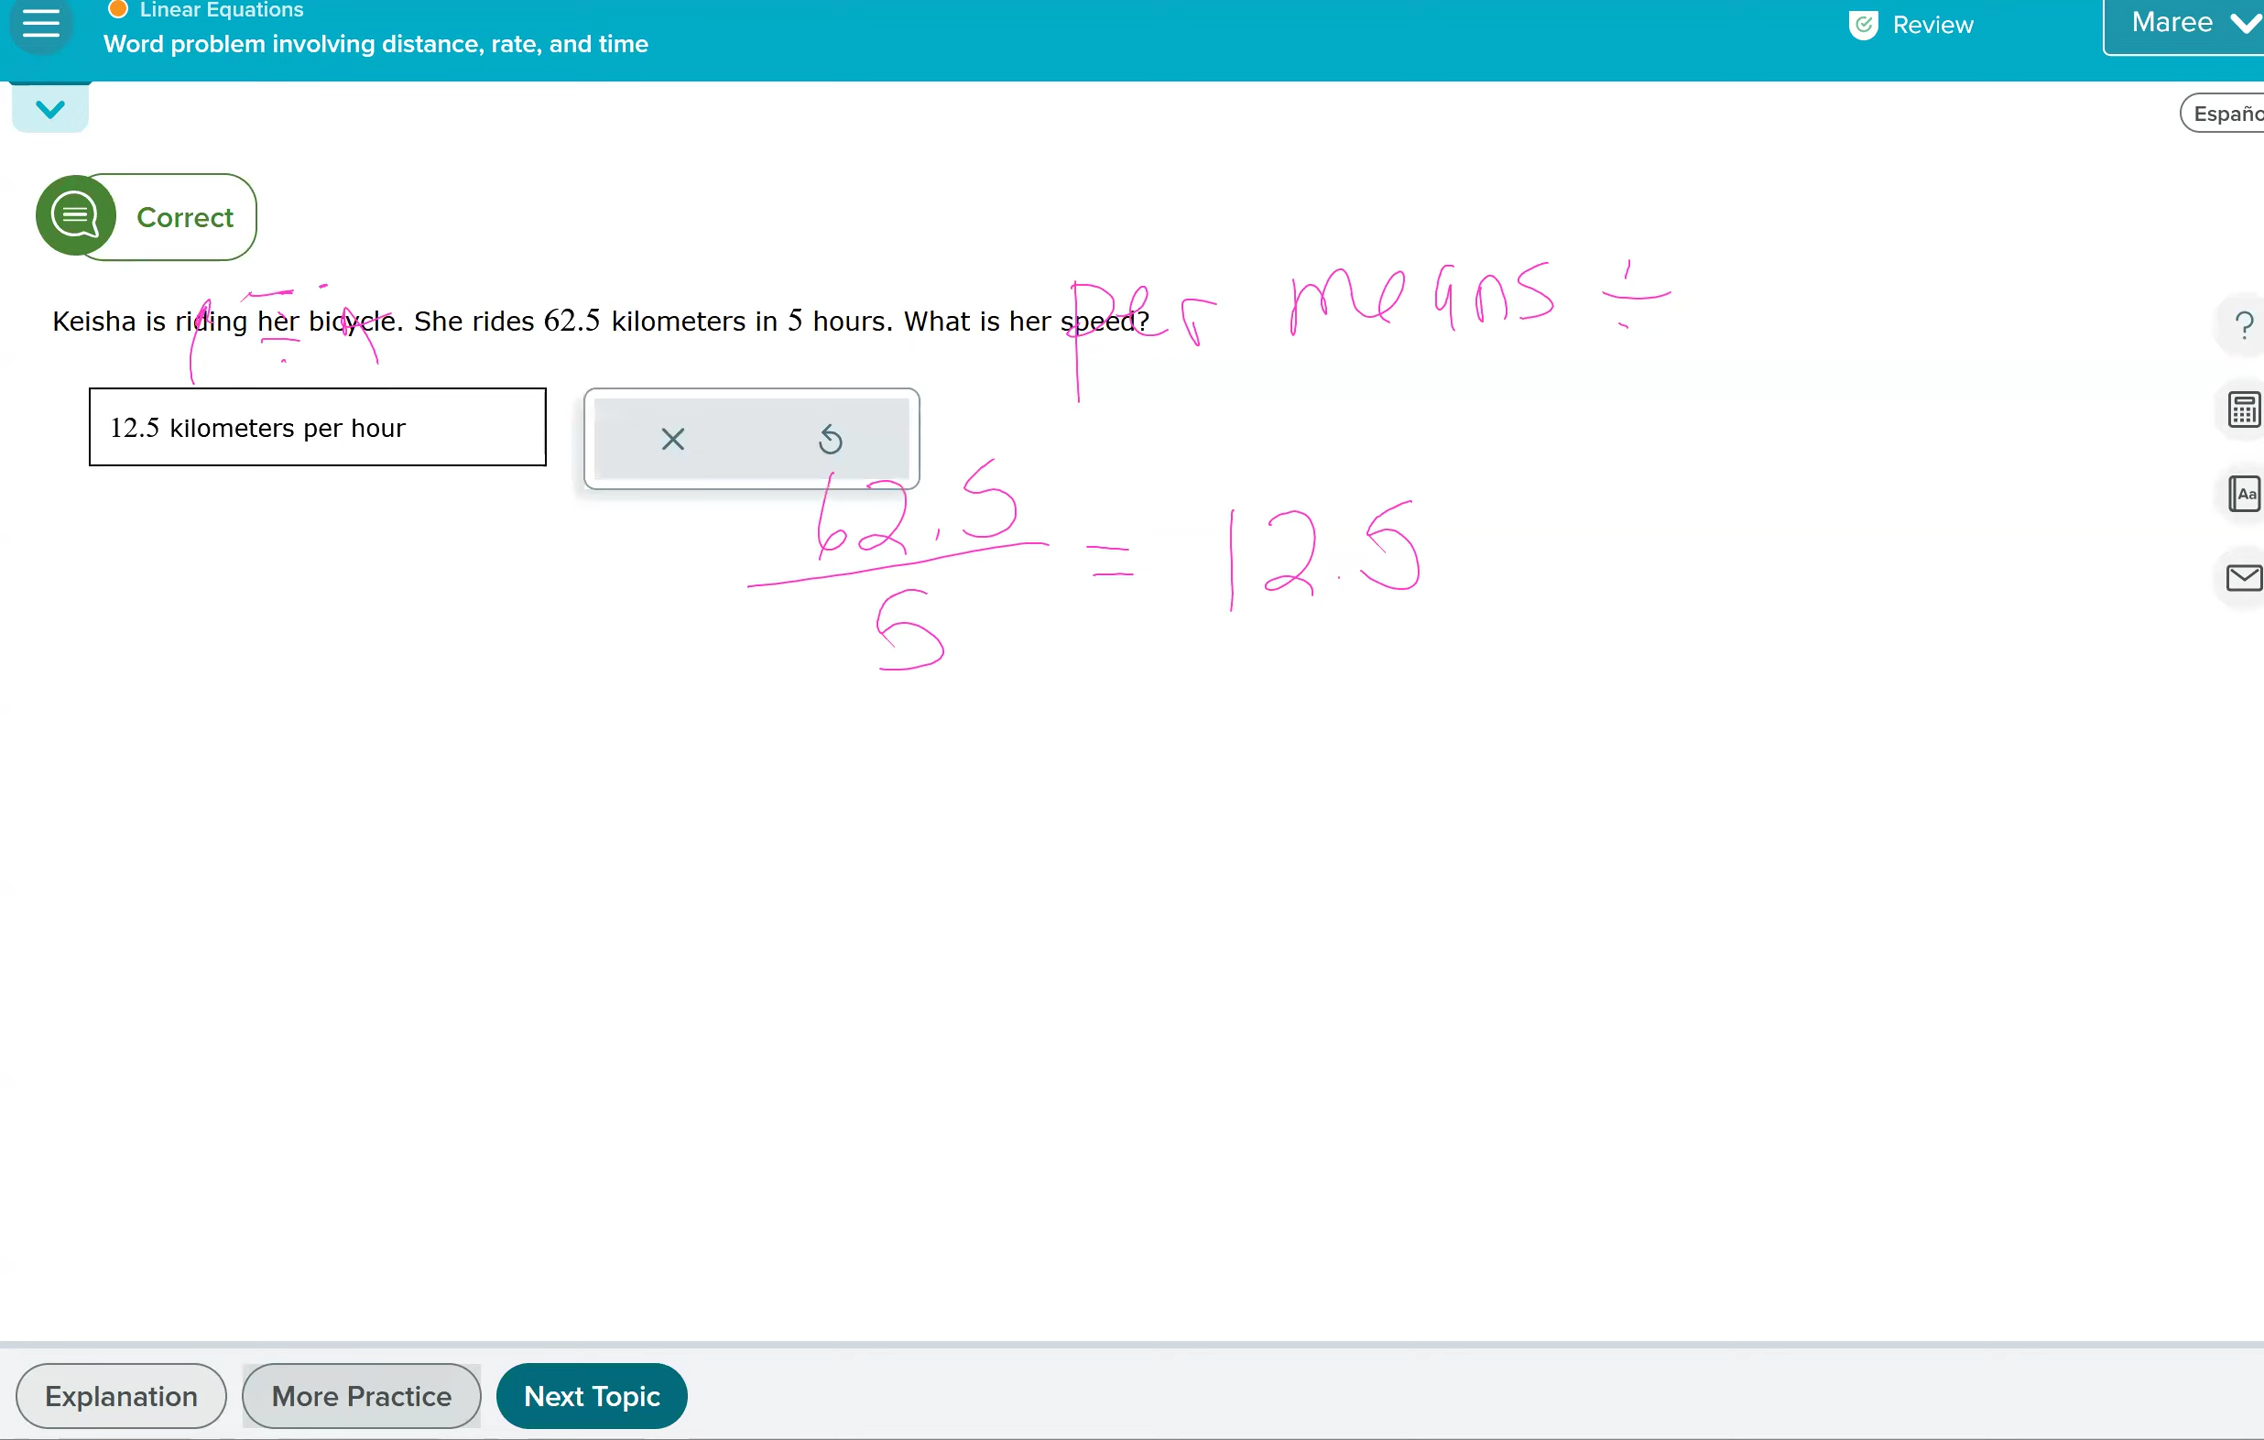 Linear Equations
Word problem involving distance, rate, and time
Review
Maree
Españo
Correct
per means ÷
Keisha is riding her bicycle. She rides 62.5 kilometers in 5 hours. What is her speed?
12.5 kilometers per hour
62.5
5
= 12.5
?
Aa
Explanation
More Practice
Next Topic